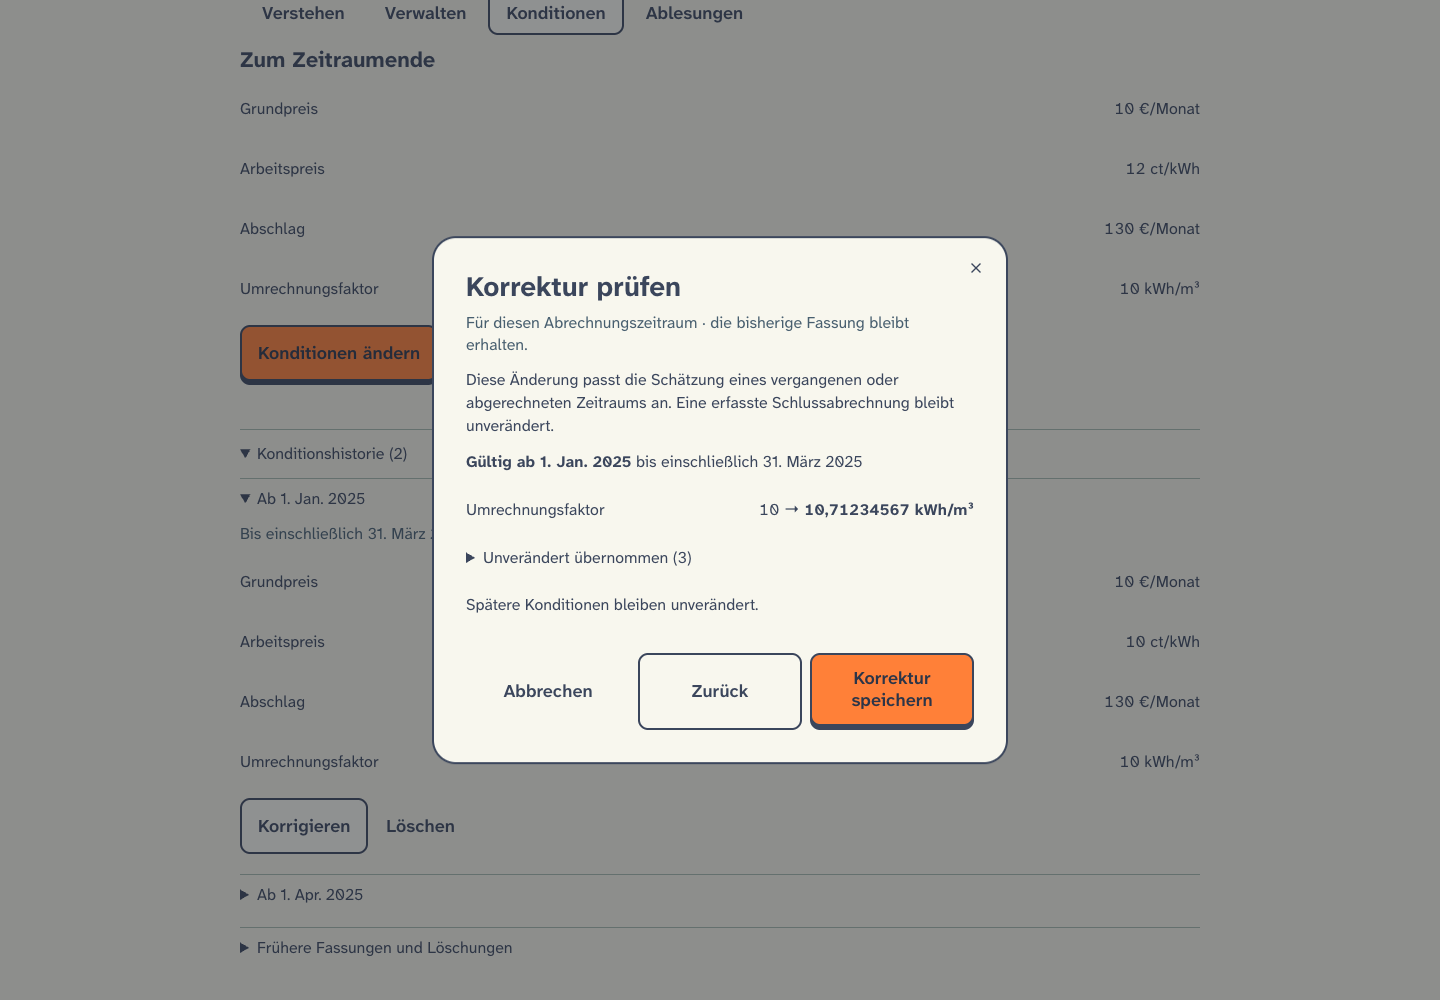 Verstehen Verwalten Konditionen Ablesungen
Zum Zeitraumende
Grundpreis 10 €/Monat
Arbeitspreis 12 ct/kWh
Abschlag 130 €/Monat
Umrechnungsfaktor 10 kWh/m³
Konditionen ändern
Konditionshistorie (2)
Ab 1. Jan. 2025
Bis einschließlich 31. März
Grundpreis 10 €/Monat
Arbeitspreis 10 ct/kWh
Abschlag 130 €/Monat
Umrechnungsfaktor 10 kWh/m³
Korrigieren Löschen
Ab 1. Apr. 2025
Frühere Fassungen und Löschungen
×
Korrektur prüfen
Für diesen Abrechnungszeitraum · die bisherige Fassung bleibt
erhalten.
Diese Änderung passt die Schätzung eines vergangenen oder
abgerechneten Zeitraums an. Eine erfasste Schlussabrechnung bleibt
unverändert.
Gültig ab 1. Jan. 2025 bis einschließlich 31. März 2025
Umrechnungsfaktor 10 → 10,71234567 kWh/m³
Unverändert übernommen (3)
Spätere Konditionen bleiben unverändert.
Abbrechen Zurück Korrektur
speichern